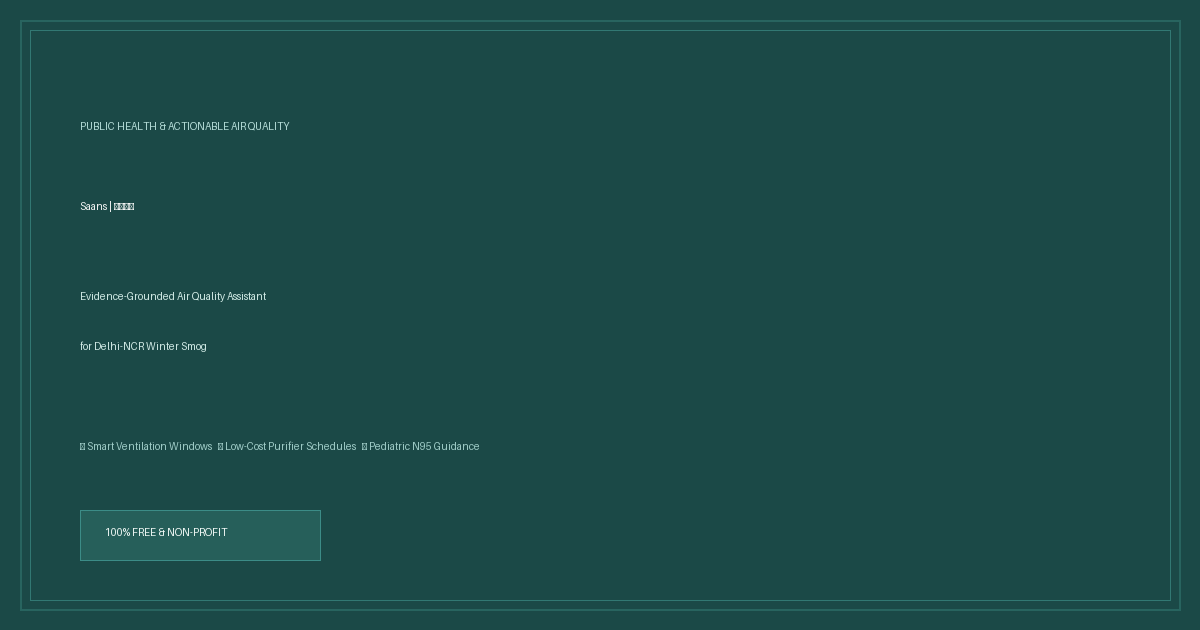 PUBLIC HEALTH & ACTIONABLE AIR QUALITY
Saans |
Evidence-Grounded Air Quality Assistant
for Delhi-NCR Winter Smog
Smart Ventilation Windows Low-Cost Purifier Schedules Pediatric N95 Guidance
100% FREE & NON-PROFIT